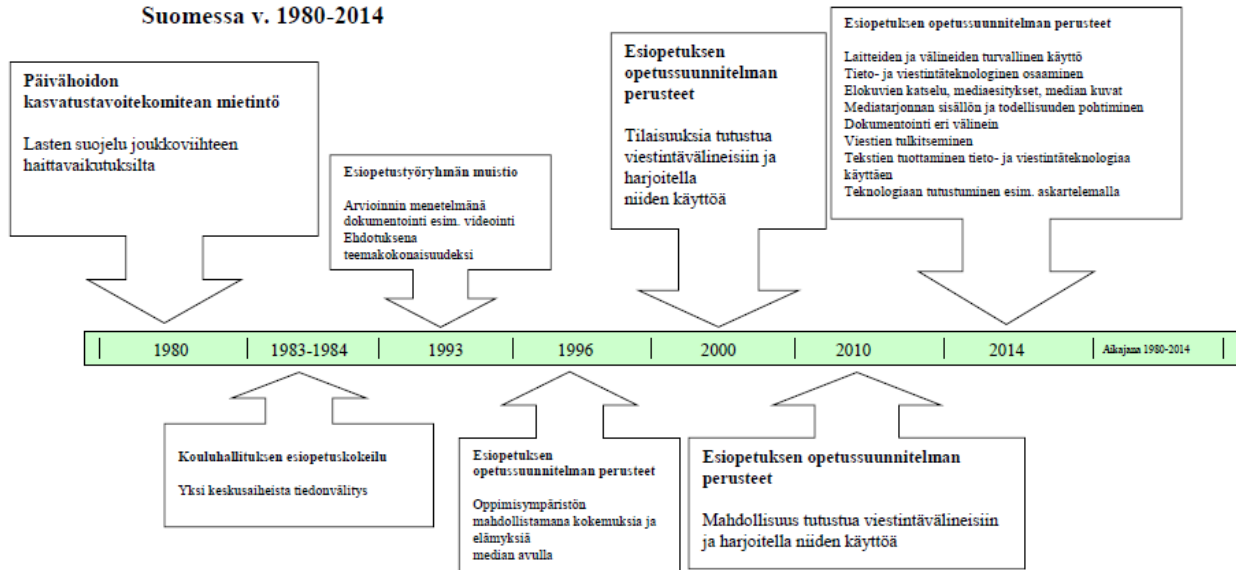 Suomessa v. 1980-2014
Päivähoidon
kasvatustavoitekomitean mietintö
Lasten suojelu joukkoviihteen
haittavaikutuksilta
Esiopetustyöryhmän muistio
Arvioinnin menetelmänä
dokumentointi esim. videointi
Ehdotuksena
teemakokonaisuudeksi
Esiopetuksen
opetussuunnitelman
perusteet
Tilaisuuksia tutustua
viestintävälineisiin ja
harjoitella
niiden käyttöä
Esiopetuksen opetussuunnitelman perusteet
Laitteiden ja välineiden turvallinen käyttö
Tieto- ja viestintäteknologinen osaaminen
Elokuvien katselu, mediaesitykset, median kuvat
Mediatarjonnan sisällön ja todellisuuden pohtiminen
Dokumentointi eri välinein
Viestien tulkitseminen
Tekstien tuottaminen tieto- ja viestintäteknologiaa
käyttäen
Teknologiaan tutustuminen esim. askartelemalla
1980
1983-1984
1993
1996
2000
2010
2014
Aikajana 1980-2014
Kouluhallituksen esiopetuskokeilu
Yksi keskusaiheista tiedonvälitys
Esiopetuksen
opetussuunnitelman perusteet
Oppimisympäristön
mahdollistamana kokemuksia ja
elämyksiä
median avulla
Esiopetuksen opetussuunnitelman
perusteet
Mahdollisuus tutustua viestintävälineisiin
ja harjoitella niiden käyttöä